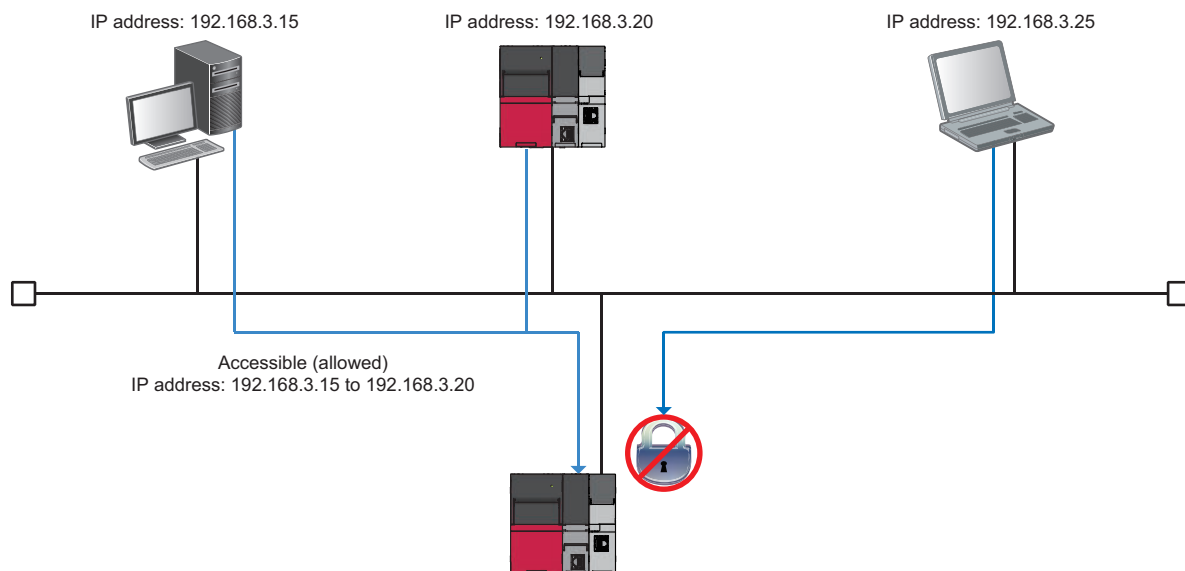 IP address: 192.168.3.15
IP address: 192.168.3.20
IP address: 192.168.3.25
Accessible (allowed)
IP address: 192.168.3.15 to 192.168.3.20